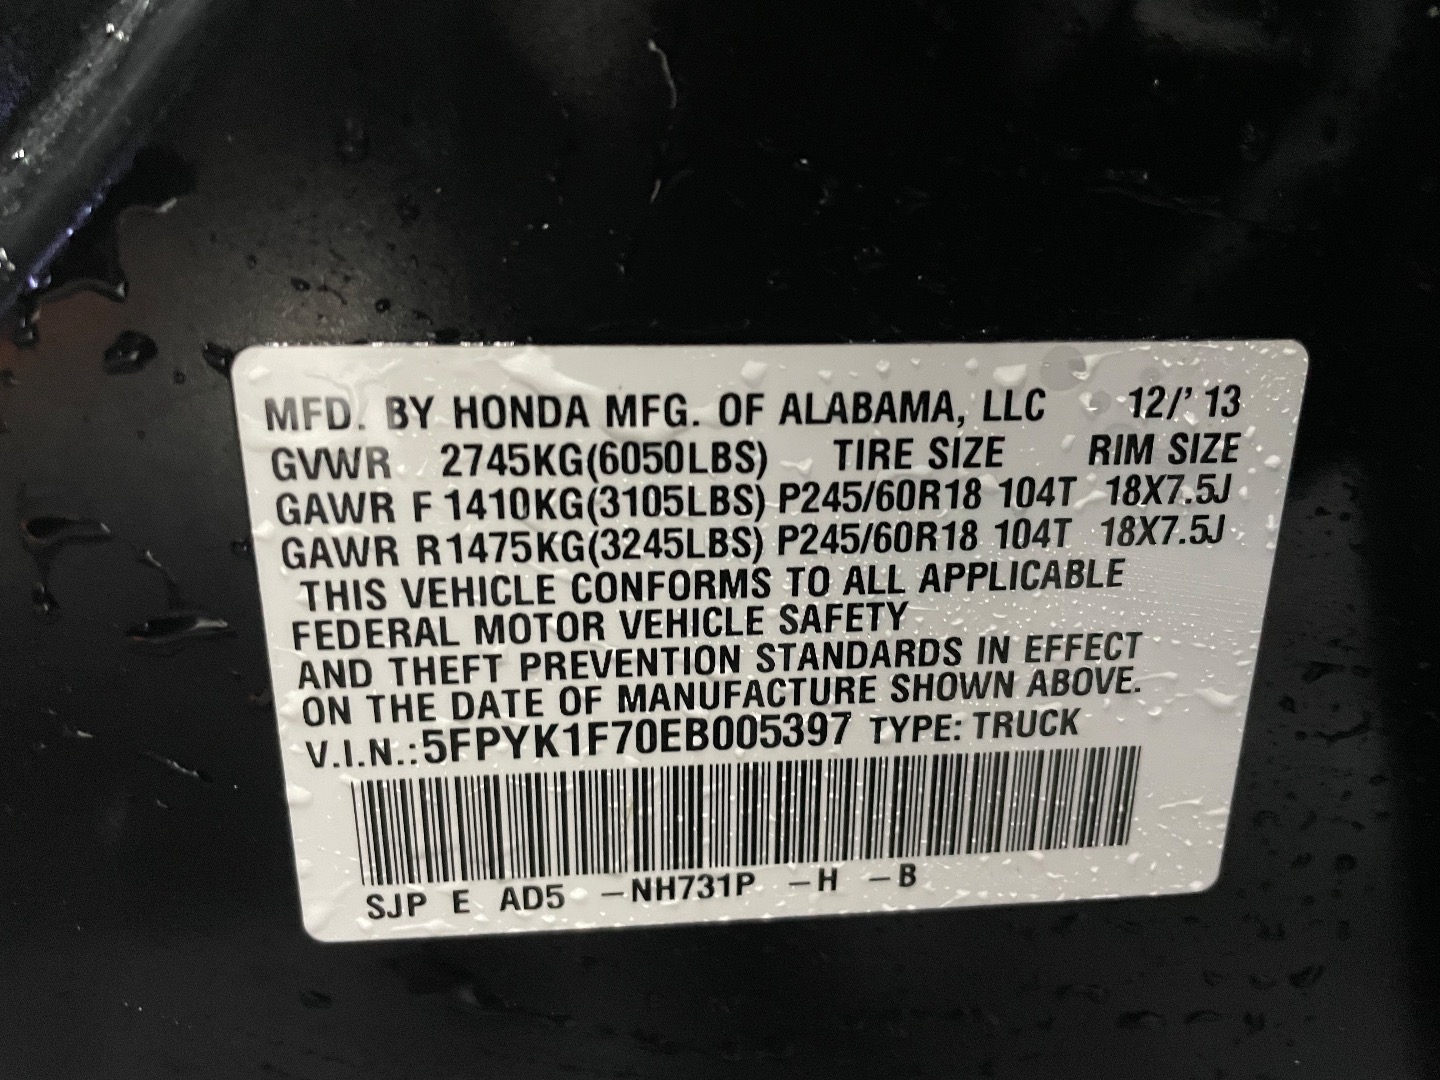 MFD. BY HONDA MFG. OF ALABAMA, LLC 12/' 13
GVWR 2745KG(6050LBS) TIRE SIZE RIM SIZE
GAWR F 1410KG(3105LBS) P245/60R18 104T 18X7.5J
GAWR R 1475KG(3245LBS) P245/60R18 104T 18X7.5J
THIS VEHICLE CONFORMS TO ALL APPLICABLE
FEDERAL MOTOR VEHICLE SAFETY
AND THEFT PREVENTION STANDARDS IN EFFECT
ON THE DATE OF MANUFACTURE SHOWN ABOVE.
V.I.N.:5FPYK1F70EB005397 TYPE: TRUCK
SJP E AD5 -NH731P -H -B